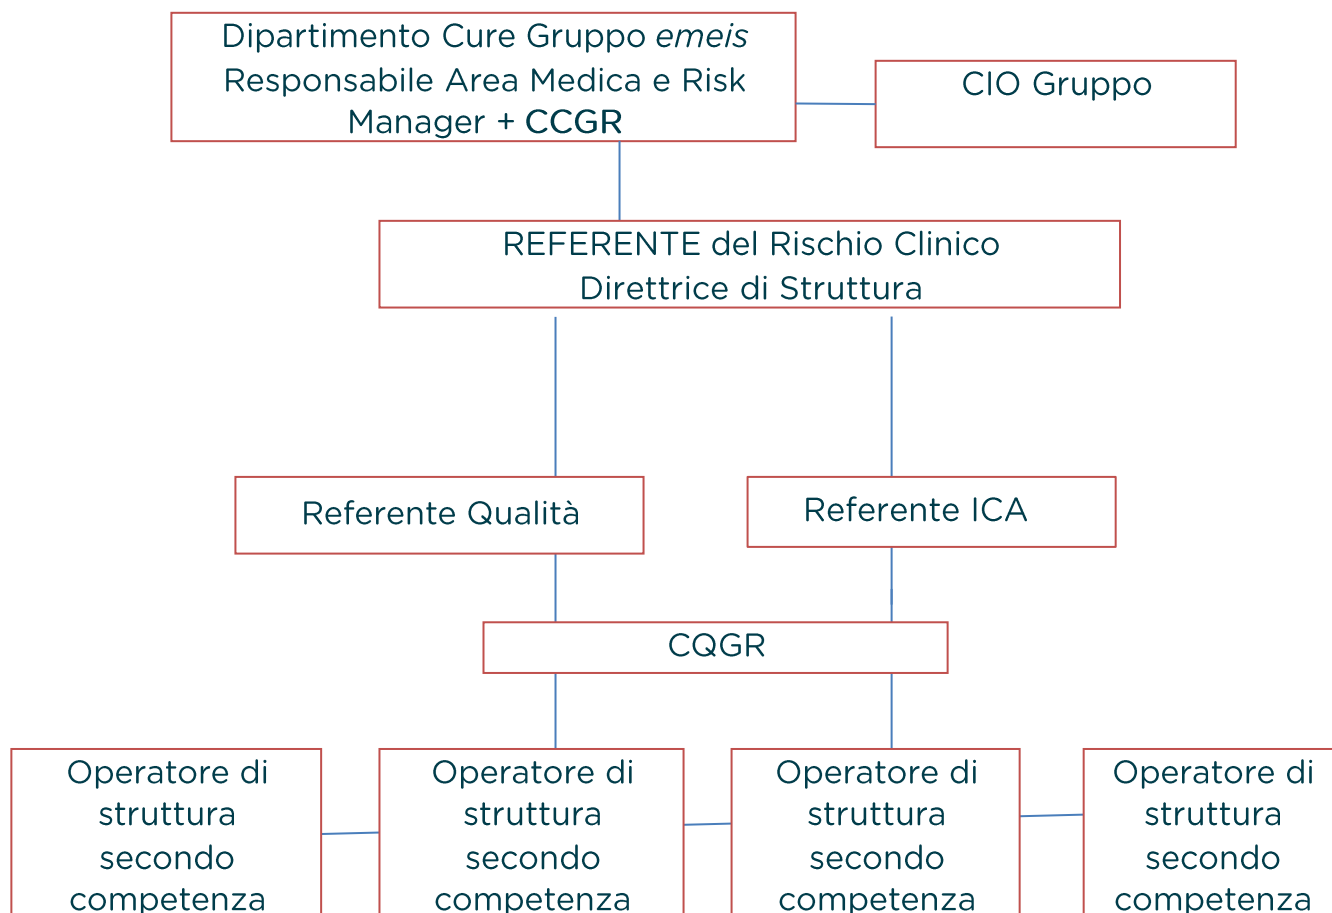 Dipartimento Cure Gruppo emeis
Responsabile Area Medica e Risk
Manager + CCGR
CIO Gruppo
REFERENTE del Rischio Clinico
Direttrice di Struttura
Referente Qualità
Referente ICA
CQGR
Operatore di
struttura
secondo
competenza
Operatore di
struttura
secondo
competenza
Operatore di
struttura
secondo
competenza
Operatore di
struttura
secondo
competenza